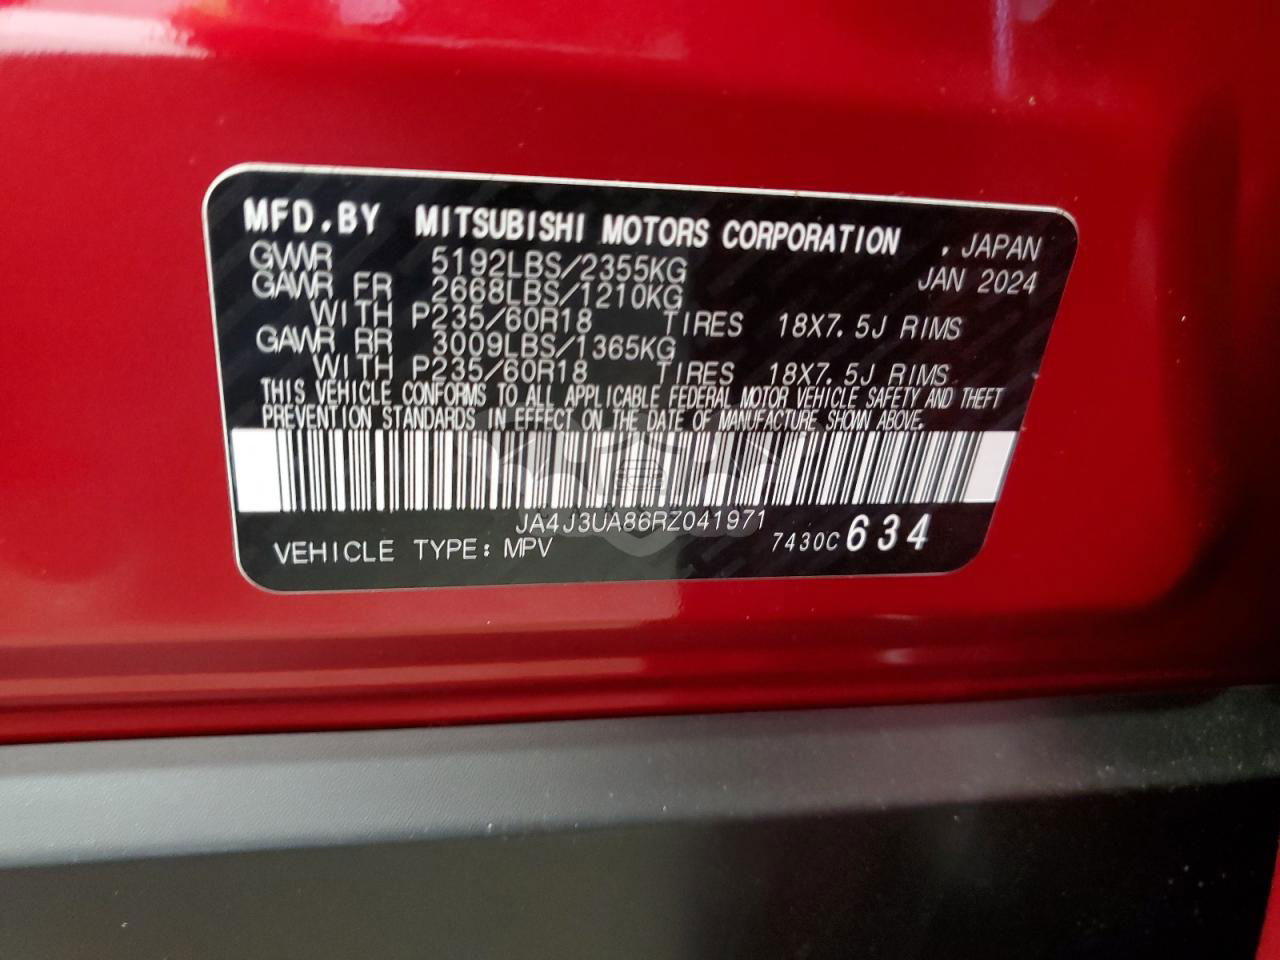 MFD.BY MITSUBISHI MOTORS CORPORATION . JAPAN
GVWR 5192LBS/2355KG JAN 2024
GAWR FR 2668LBS/1210KG
WITH P235/60R18 TIRES 18X7.5J RIMS
GAWR RR 3009LBS/1365KG
WITH P235/60R18 TIRES 18X7.5J RIMS
THIS VEHICLE CONFORMS TO ALL APPLICABLE FEDERAL MOTOR VEHICLE SAFETY AND THEFT
PREVENTION STANDARDS IN EFFECT ON THE DATE OF MANUFACTURE SHOWN ABOVE.
JA4J3UA86RZ041971
VEHICLE TYPE: MPV 7430C 634